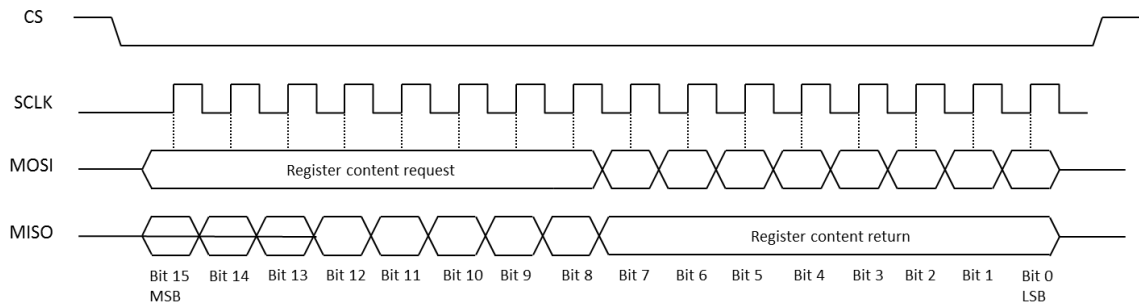 CS
SCLK
MOSI
Register content request
MISO
Register content return
Bit 15 Bit 14 Bit 13 Bit 12 Bit 11 Bit 10 Bit 9 Bit 8 Bit 7 Bit 6 Bit 5 Bit 4 Bit 3 Bit 2 Bit 1 Bit 0
MSB LSB